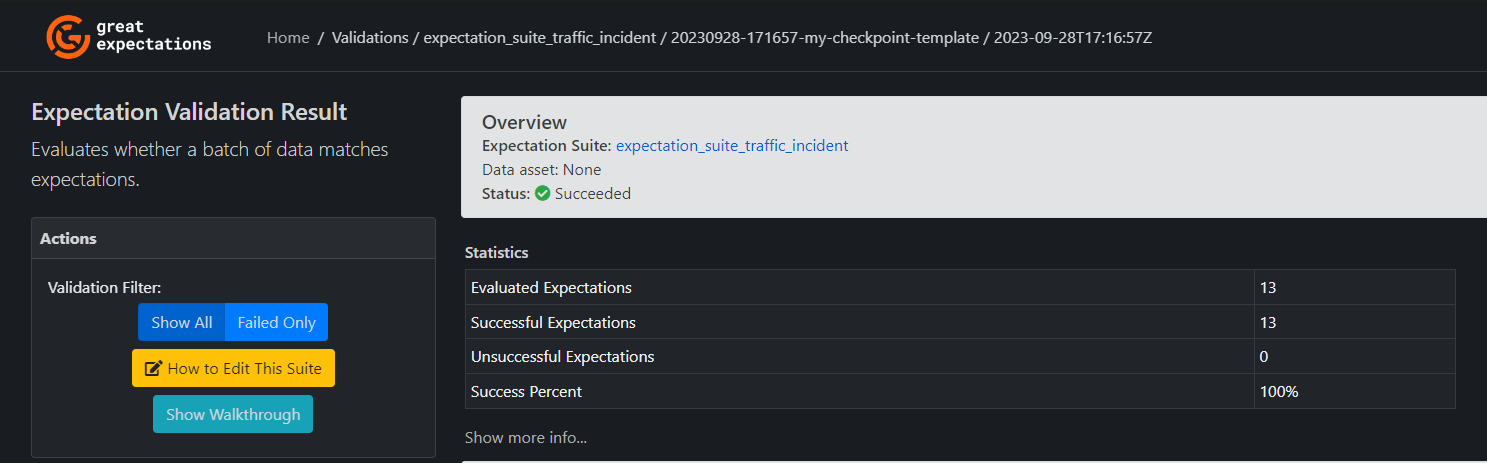 great
expectations
Home / Validations / expectation_suite_traffic_incident / 20230928-171657-my-checkpoint-template / 2023-09-28T17:16:57Z
Expectation Validation Result
Evaluates whether a batch of data matches
expectations.
Actions
Validation Filter:
Show All Failed Only
How to Edit This Suite
Show Walkthrough
Overview
Expectation Suite: expectation_suite_traffic_incident
Data asset: None
Status: Succeeded
Statistics
Evaluated Expectations 13
Successful Expectations 13
Unsuccessful Expectations 0
Success Percent 100%
Show more info...